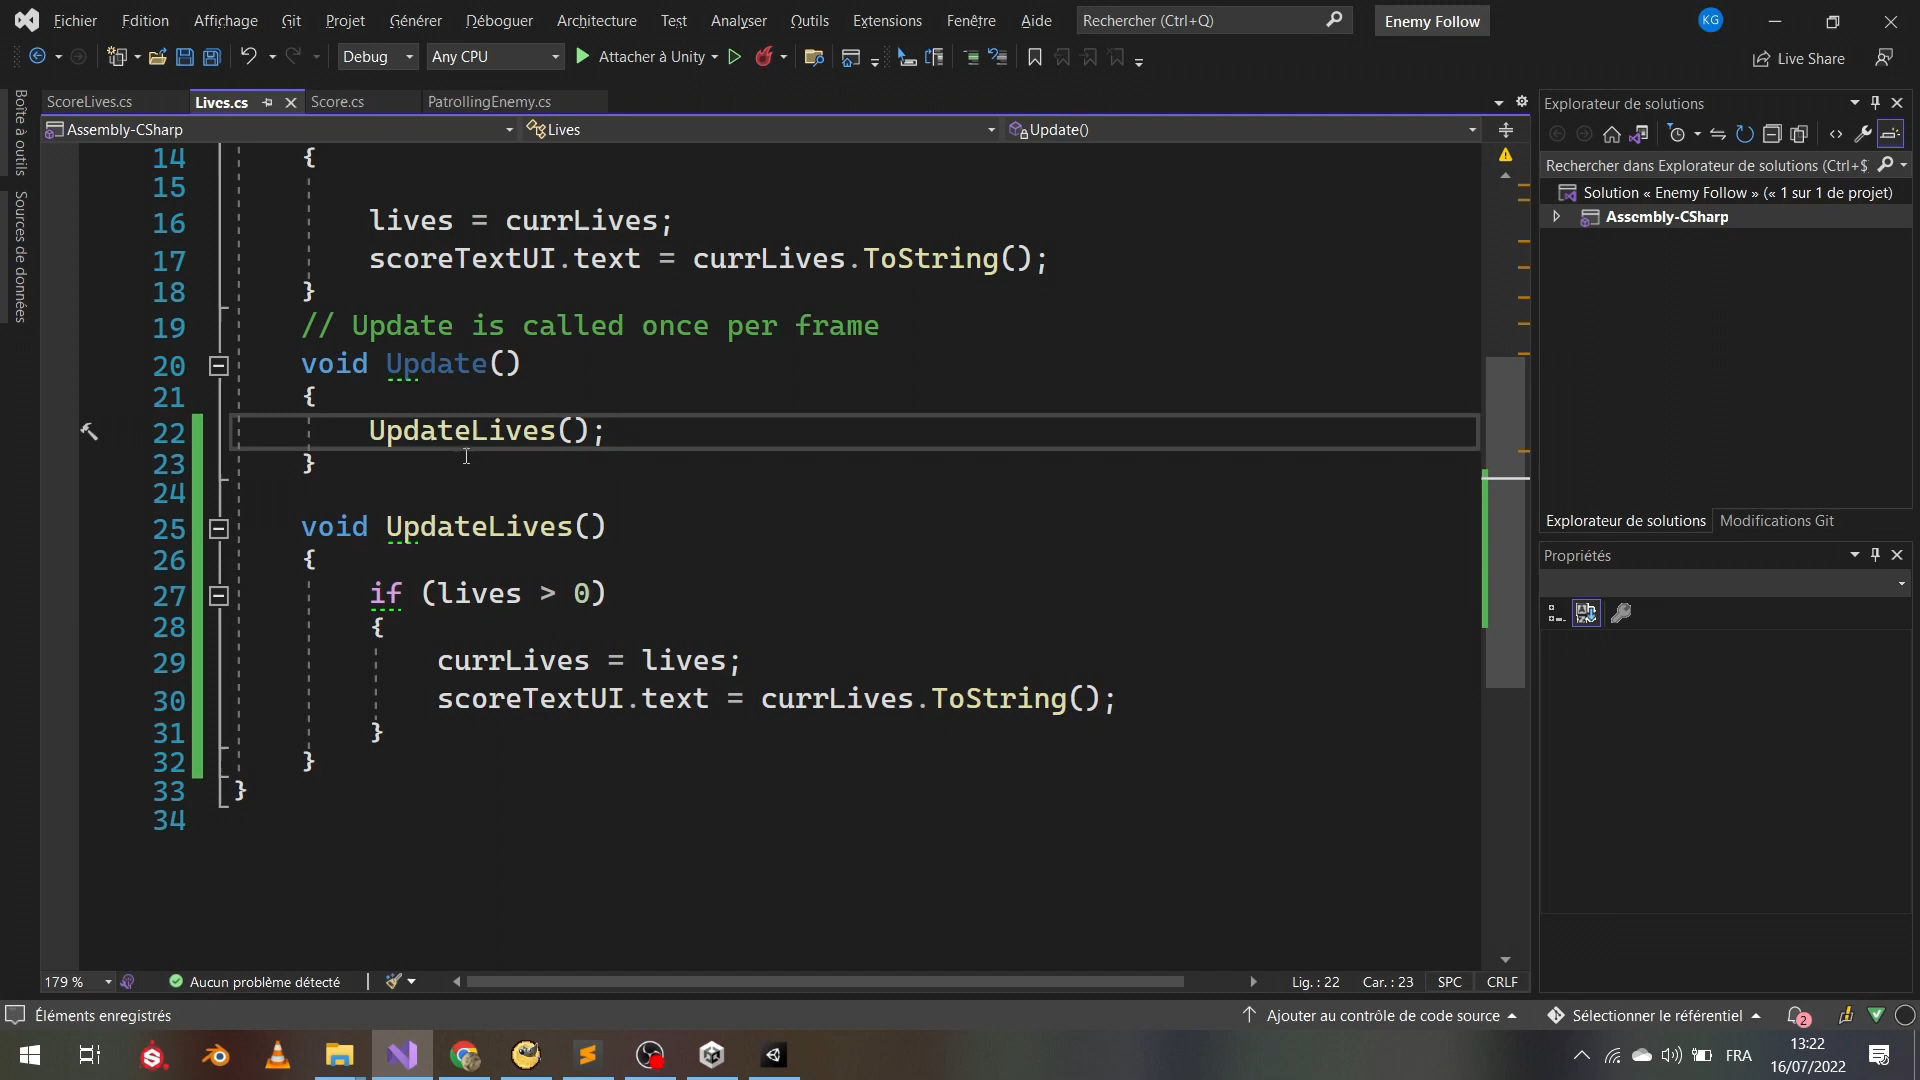 Fichier Edition Affichage Git Projet Générer Déboguer Architecture Test Analyser Outils Extensions Fenêtre Aide Rechercher (Ctrl+Q) Enemy Follow KG
Debug Any CPU Attacher à Unity Live Share
ScoreLives.cs Lives.cs Score.cs PatrollingEnemy.cs
Assembly-CSharp Lives Update()
Boîte à outils
Sources de données
14 {
15
16 lives = currLives;
17 scoreTextUI.text = currLives.ToString();
18 }
19 // Update is called once per frame
20 void Update()
21 {
22 UpdateLives();
23 }
24
25 void UpdateLives()
26 {
27 if (lives > 0)
28 {
29 currLives = lives;
30 scoreTextUI.text = currLives.ToString();
31 }
32 }
33 }
34
179 % Aucun problème détecté Lig. : 22 Car. : 23 SPC CRLF
Explorateur de solutions
Rechercher dans Explorateur de solutions (Ctrl+$
Solution « Enemy Follow » (« 1 sur 1 de projet)
Assembly-CSharp
Explorateur de solutions Modifications Git
Propriétés
Éléments enregistrés Ajouter au contrôle de code source Sélectionner le référentiel 2
FRA 13:22
16/07/2022